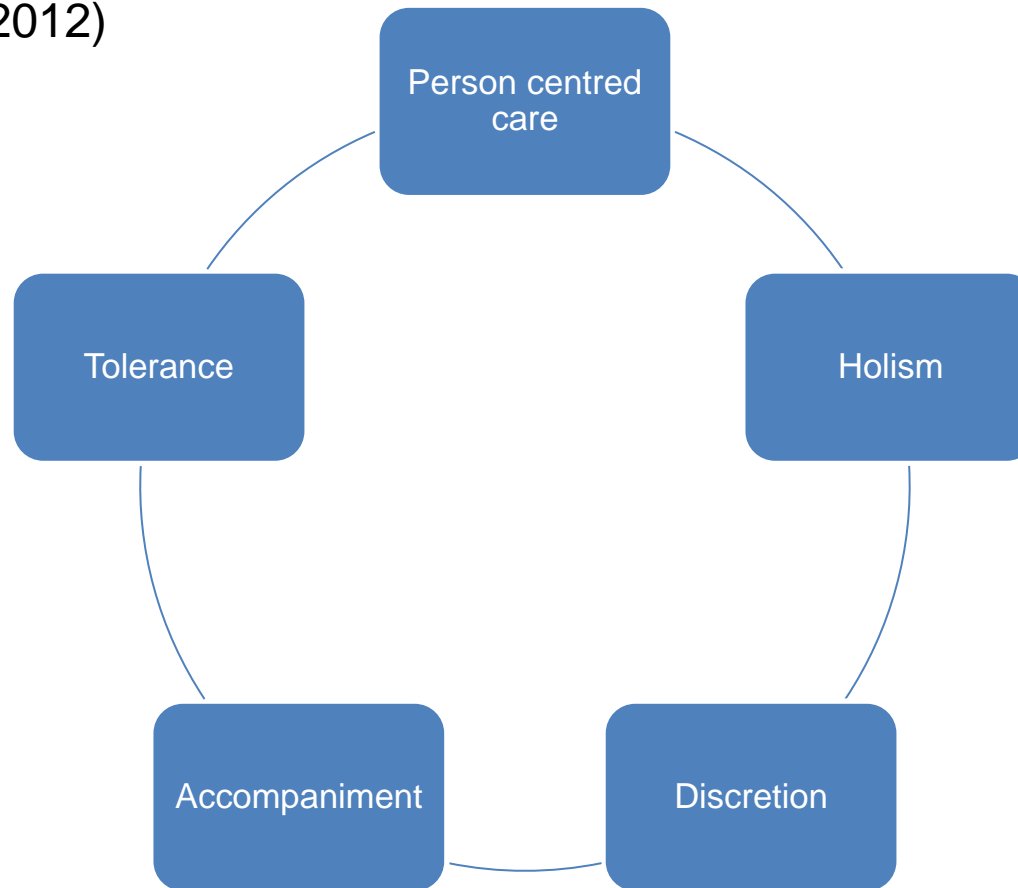 2012)
Person centred
care
Tolerance
Holism
Accompaniment
Discretion